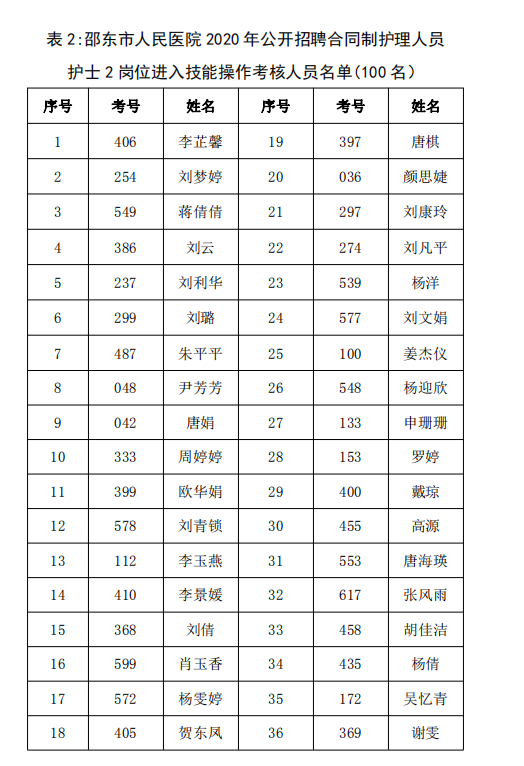 表2:邵东市人民医院2020年公开招聘合同制护理人员
护士2岗位进入技能操作考核人员名单(100名)
序号 考号 姓名 序号 考号 姓名
1 406 李芷馨 19 397 唐棋
2 254 刘梦婷 20 036 颜思婕
3 549 蒋倩倩 21 297 刘康玲
4 386 刘云 22 274 刘凡平
5 237 刘利华 23 539 杨洋
6 299 刘璐 24 577 刘文娟
7 487 朱平平 25 100 姜杰仪
8 048 尹芳芳 26 548 杨迎欣
9 042 唐娟 27 133 申珊珊
10 333 周婷婷 28 153 罗婷
11 399 欧华娟 29 400 戴琼
12 578 刘青锁 30 455 高源
13 112 李玉燕 31 553 唐海瑛
14 410 李景媛 32 617 张风雨
15 368 刘倩 33 458 胡佳洁
16 599 肖玉香 34 435 杨倩
17 572 杨雯婷 35 172 吴忆青
18 405 贺东凤 36 369 谢雯